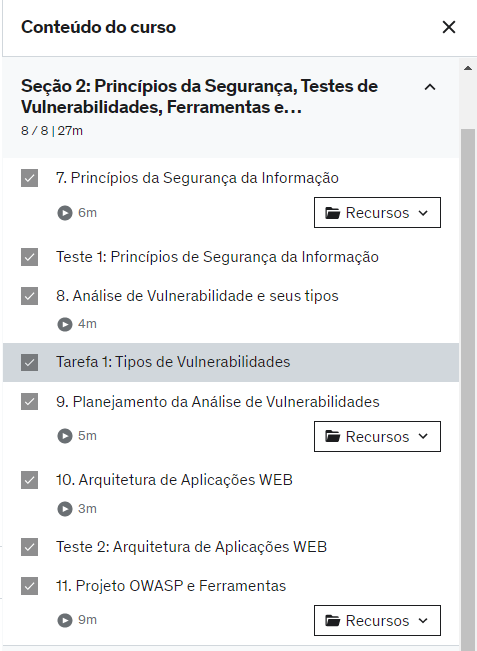 Conteúdo do curso
Seção 2: Princípios da Segurança, Testes de
Vulnerabilidades, Ferramentas e…
8 / 8 | 27m
7. Princípios da Segurança da Informação
6m
Recursos
Teste 1: Princípios de Segurança da Informação
8. Análise de Vulnerabilidade e seus tipos
4m
Tarefa 1: Tipos de Vulnerabilidades
9. Planejamento da Análise de Vulnerabilidades
5m
Recursos
10. Arquitetura de Aplicações WEB
3m
Teste 2: Arquitetura de Aplicações WEB
11. Projeto OWASP e Ferramentas
9m
Recursos